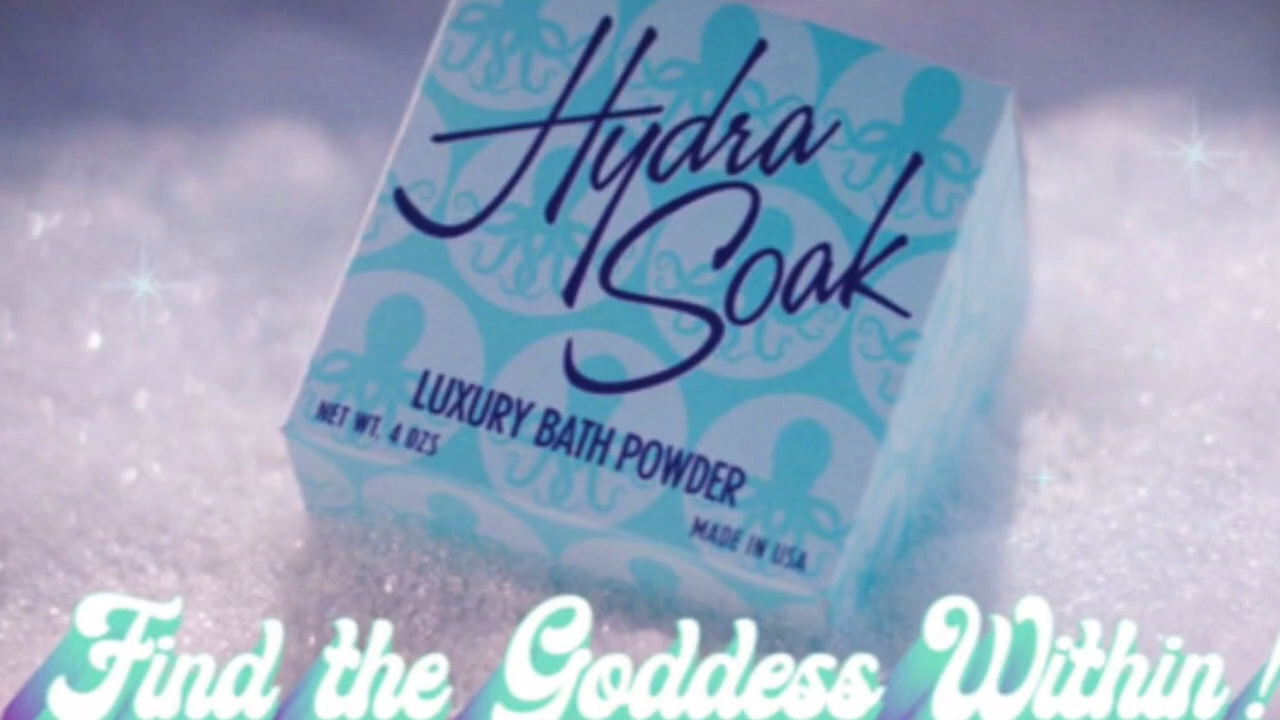 Hydra
Soak
LUXURY BATH POWDER
NET WT. 4 OZS
MADE IN USA
Find the Goddess Within!